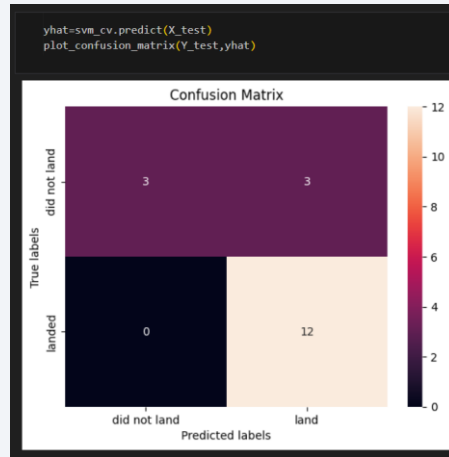 yhat=svm_cv.predict(X_test)
plot_confusion_matrix(Y_test,yhat)
Confusion Matrix
True labels
did not land
landed
3
3
0
12
did not land
land
Predicted labels
12
10
8
6
4
2
0